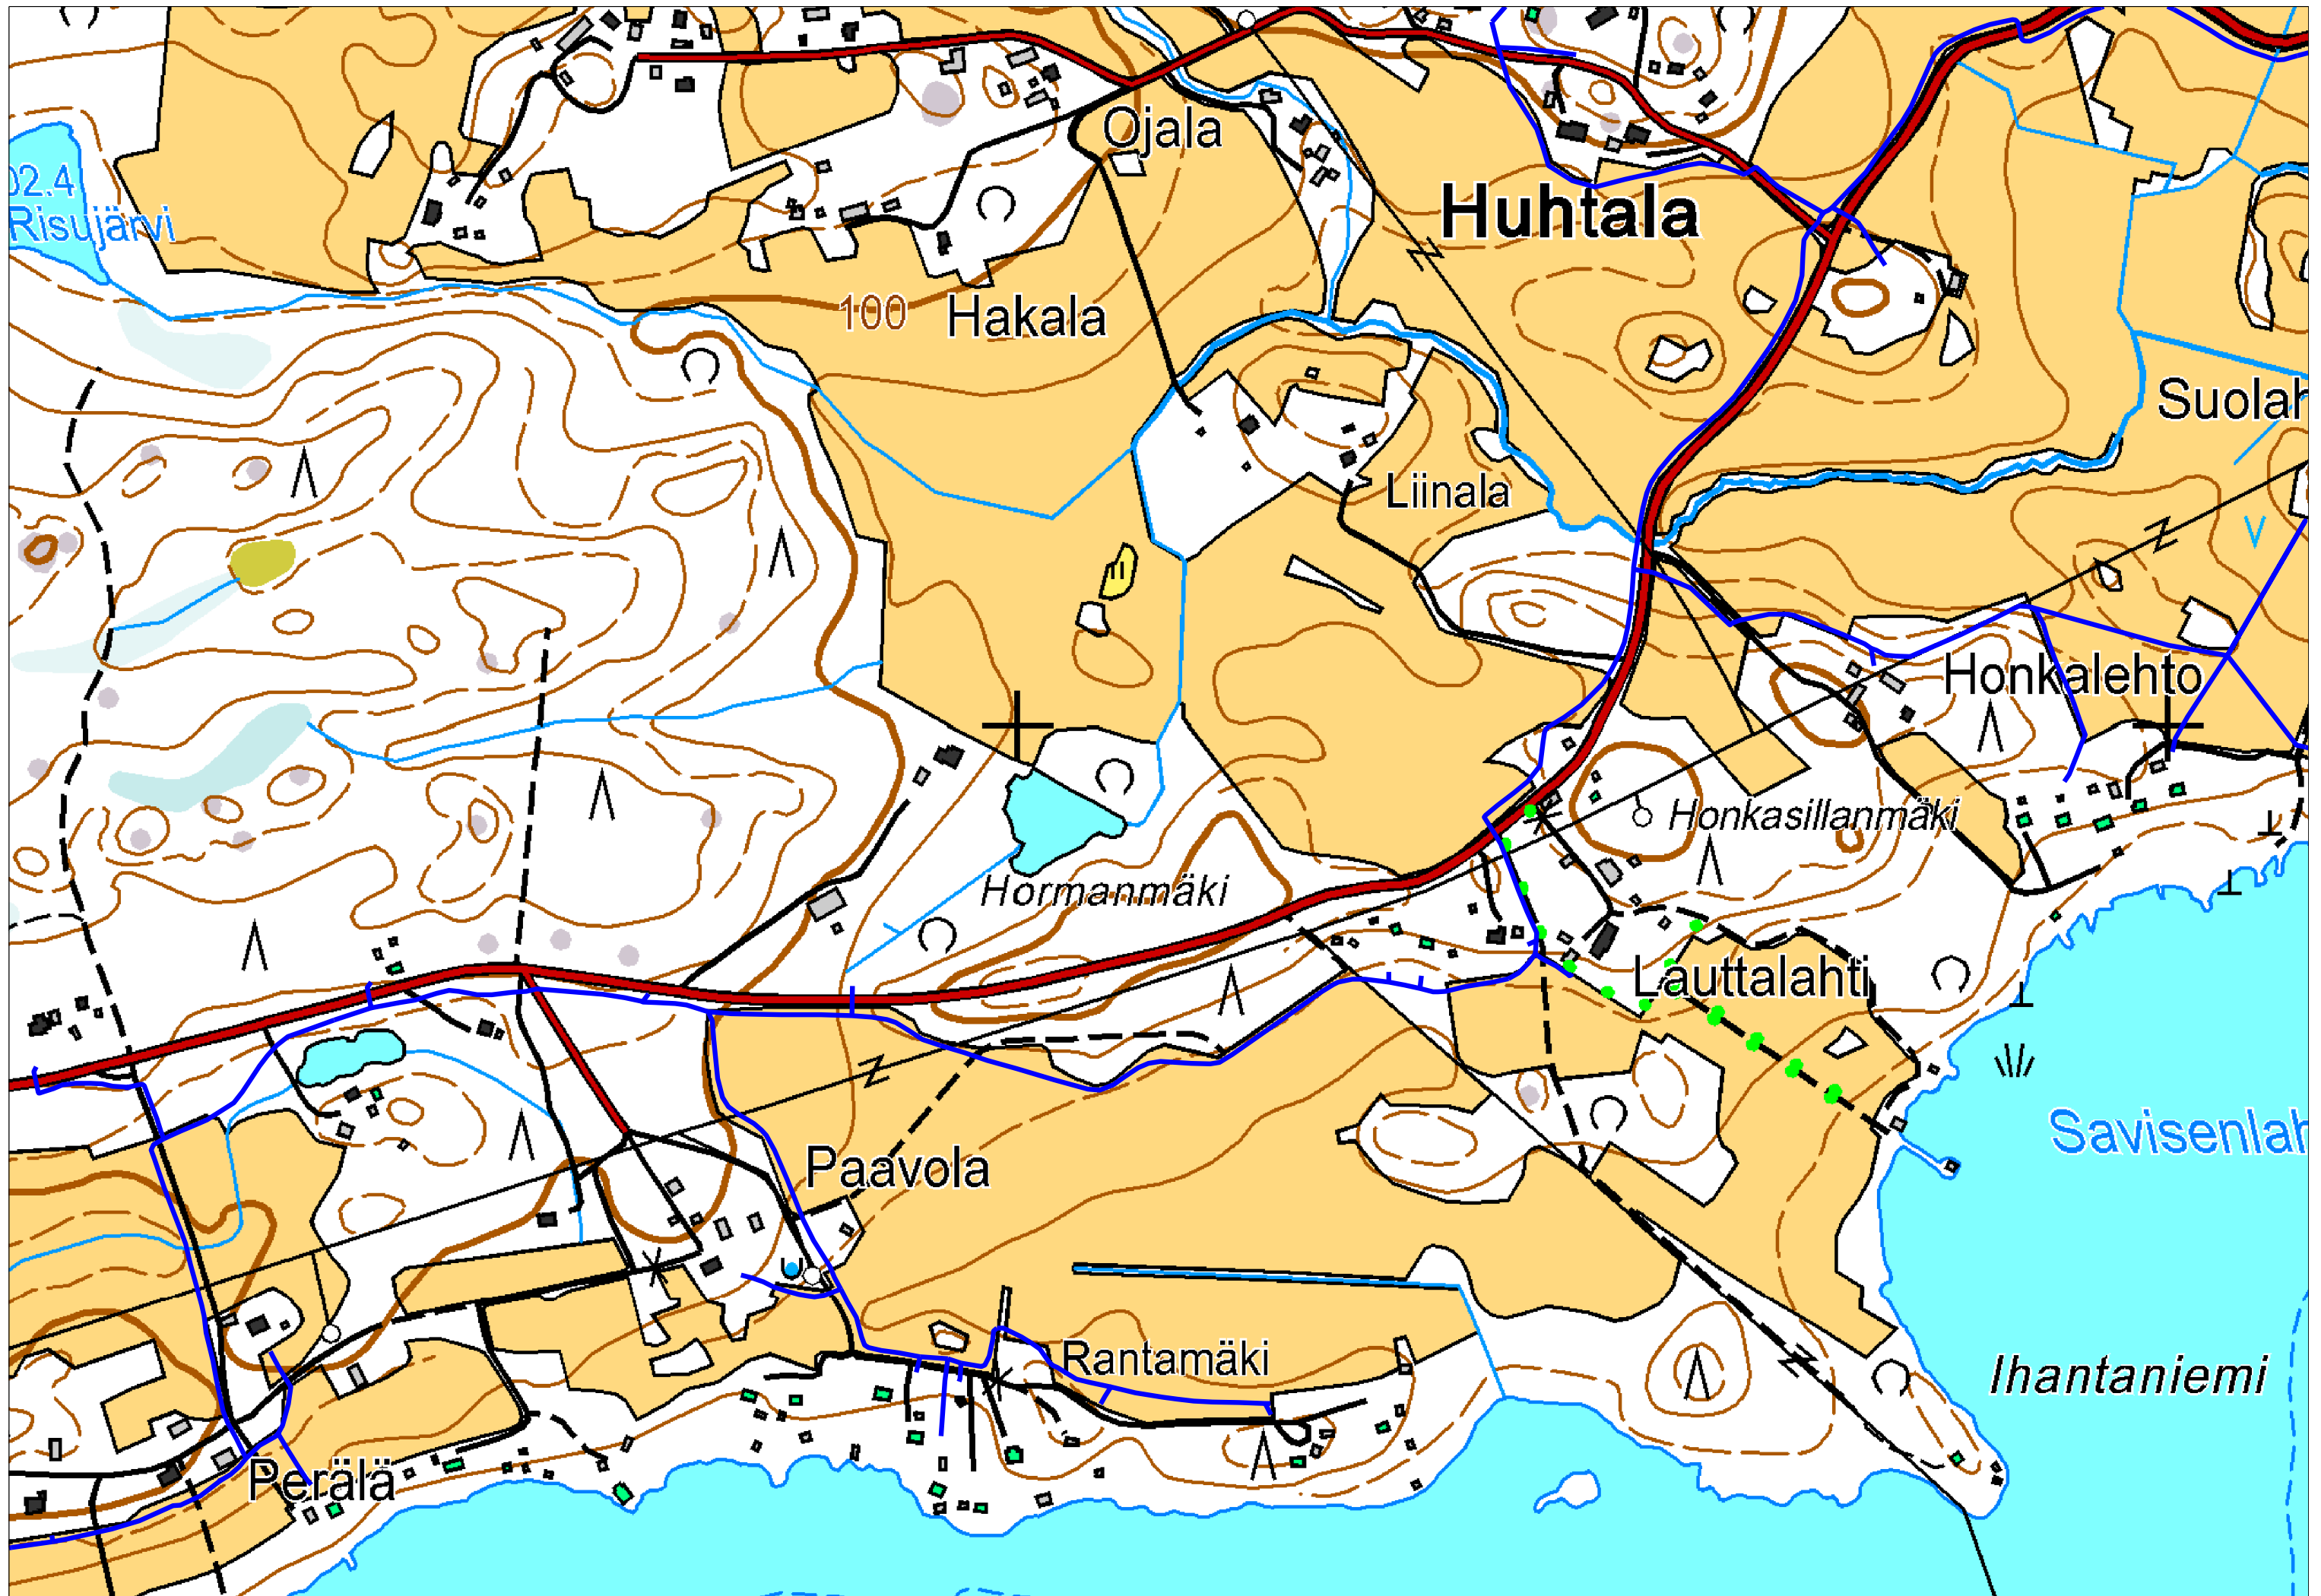 Ojala
02.4
Risujärvi
Huhtala
100
Hakala
Suolah
Liinala
Honkalehto
Honkasillanmäki
Hormanmäki
Lauttalahti
Savisenlah
Paavola
Rantamäki
Ihantaniemi
Perälä